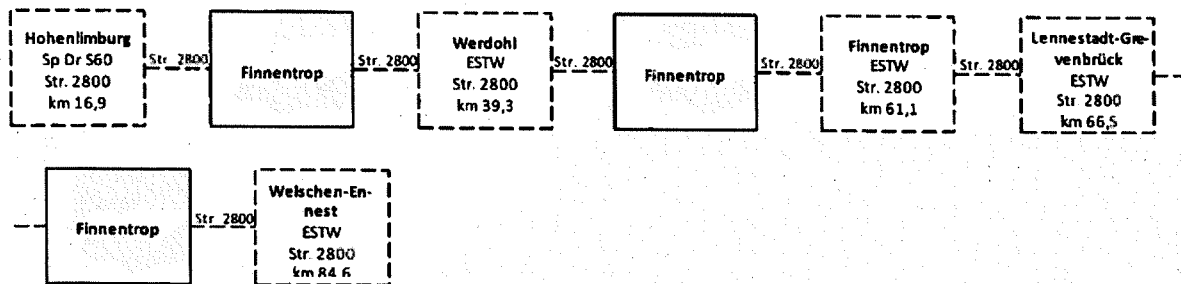 Hohenlimburg
Sp Dr S60
Str. 2800
km 16,9
Str. 2800
Finnentrop
Str. 2800
Werdohl
ESTW
Str. 2800
km 39,3
Str. 2800
Finnentrop
Str. 2800
Finnentrop
ESTW
Str. 2800
km 61,1
Str. 2800
Lennestadt-Gre-
venbrück
ESTW
Str. 2800
km 66,5
Finnentrop
Str. 2800
Welschen-En-
nest
ESTW
Str. 2800
km 84,6